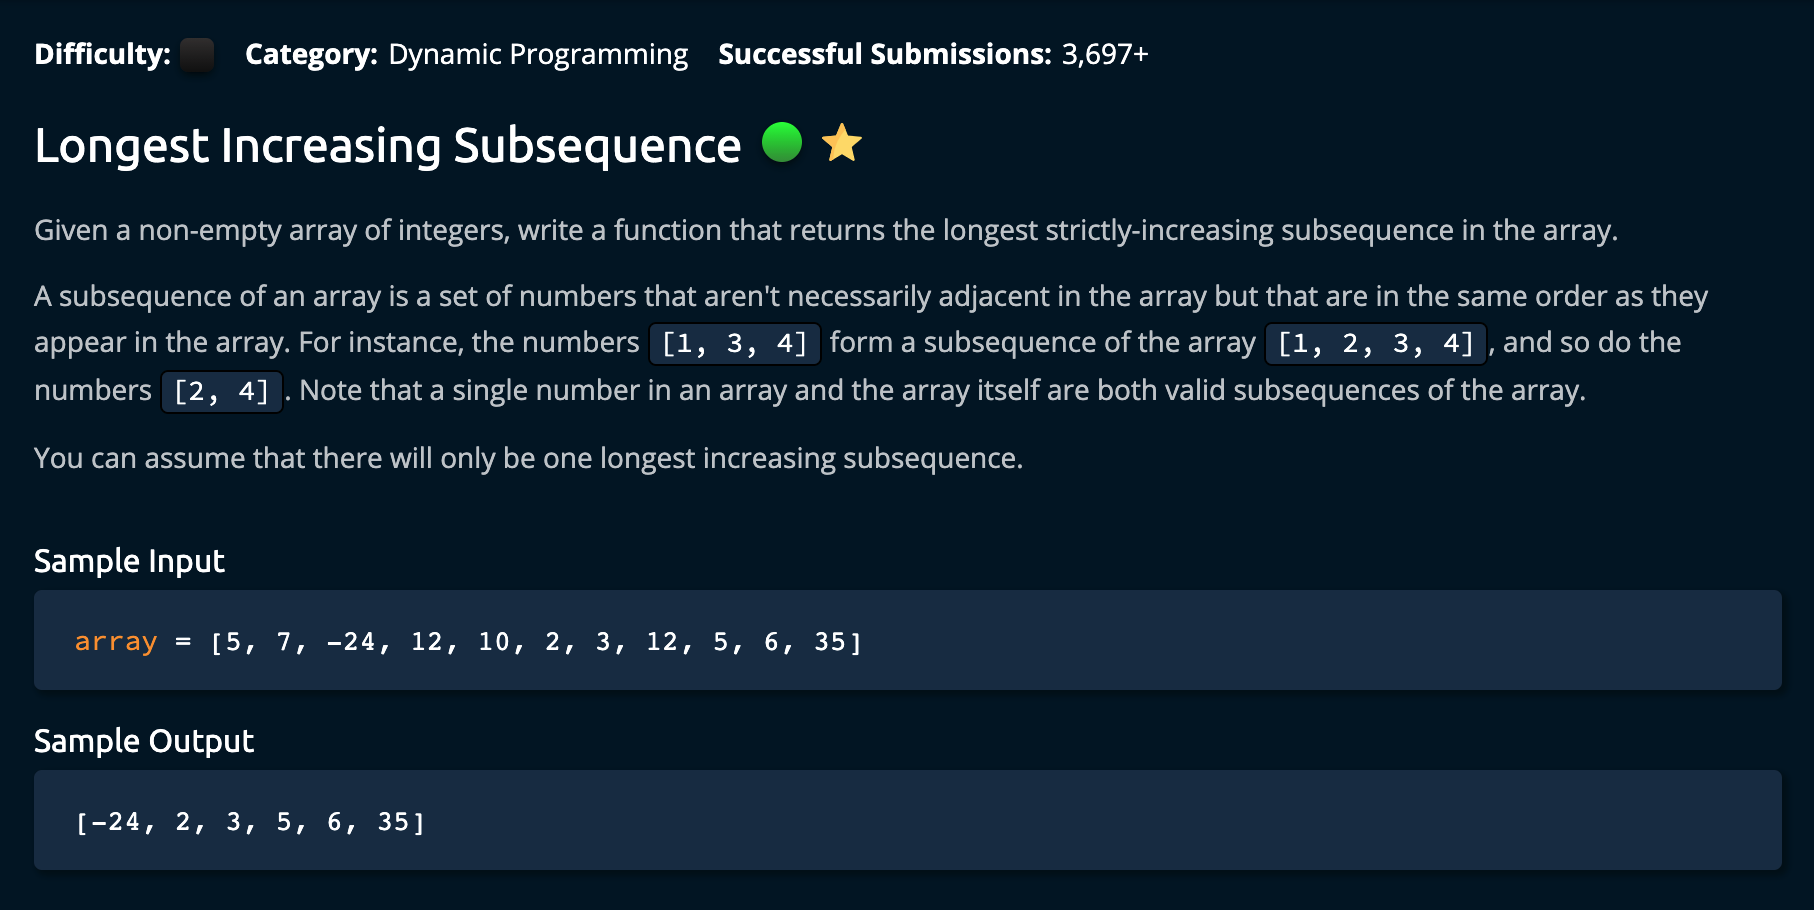 Difficulty: Category: Dynamic Programming Successful Submissions: 3,697+
Longest Increasing Subsequence
Given a non-empty array of integers, write a function that returns the longest strictly-increasing subsequence in the array.
A subsequence of an array is a set of numbers that aren't necessarily adjacent in the array but that are in the same order as they
appear in the array. For instance, the numbers [1, 3, 4] form a subsequence of the array [1, 2, 3, 4], and so do the
numbers [2, 4]. Note that a single number in an array and the array itself are both valid subsequences of the array.
You can assume that there will only be one longest increasing subsequence.
Sample Input
array = [5, 7, -24, 12, 10, 2, 3, 12, 5, 6, 35]
Sample Output
[-24, 2, 3, 5, 6, 35]